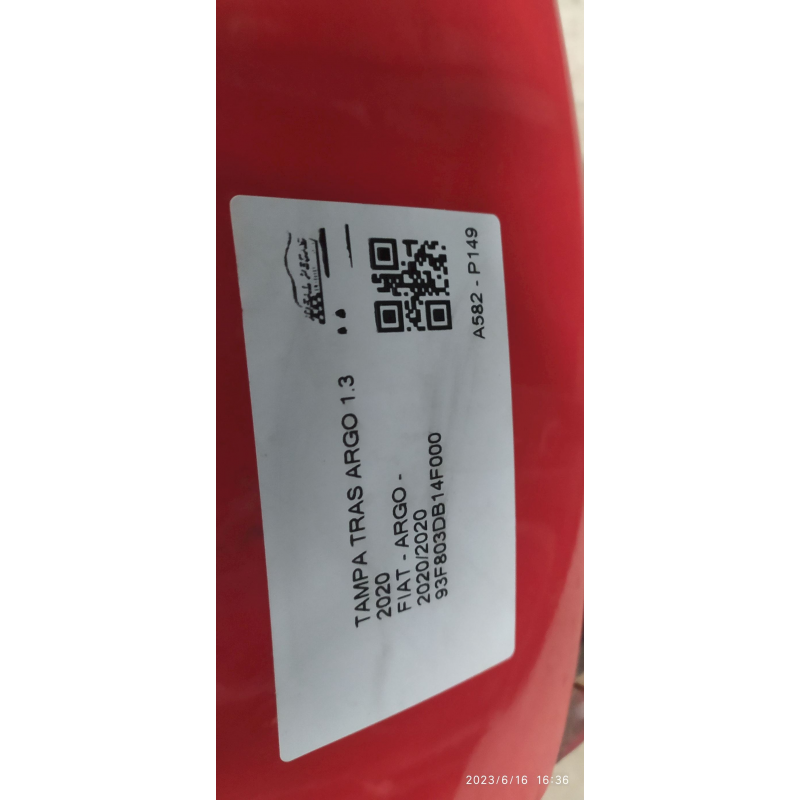 TAMPA TRAS ARGO 1.3
2020
FIAT - ARGO -
2020/2020
93F803DB14F000
A582 - P149
2023/6/16 16:36